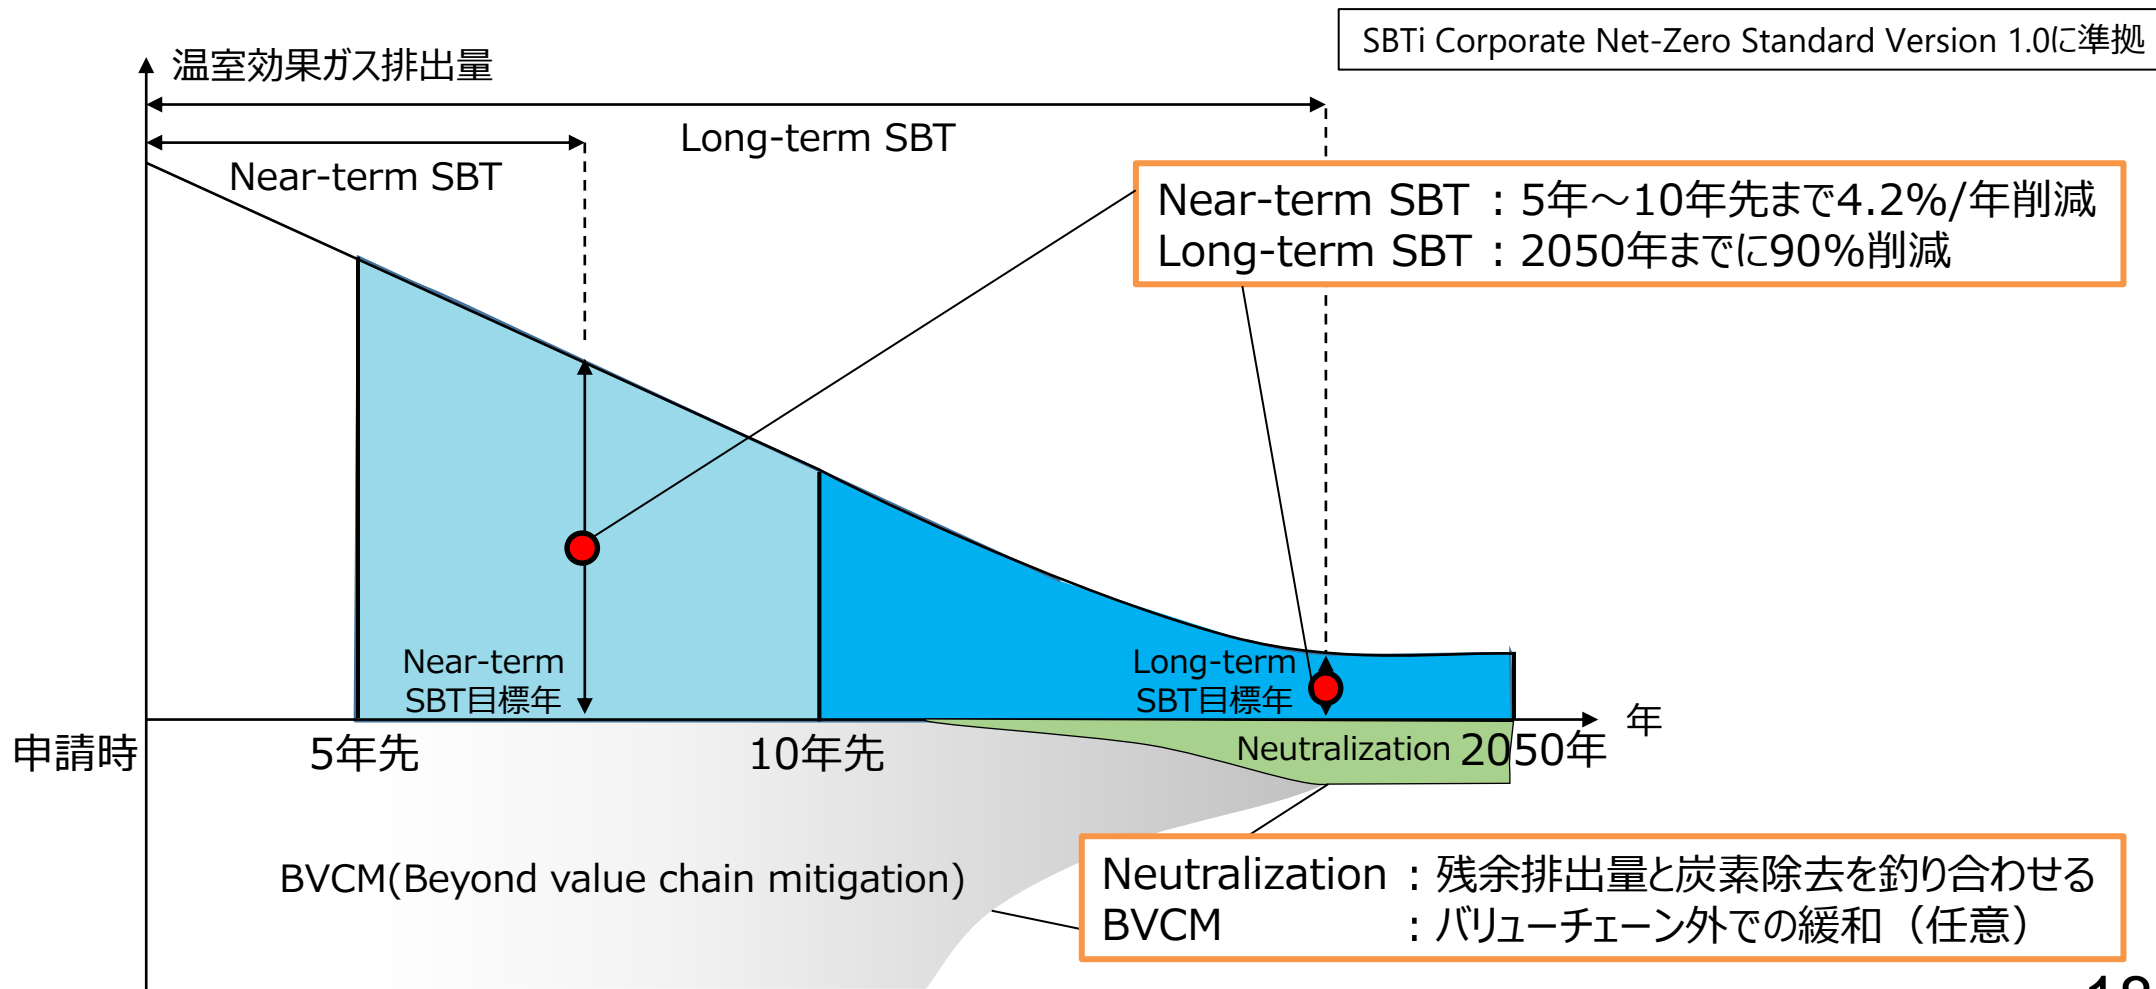 SBTi Corporate Net-Zero Standard Version 1.0に準拠
温室効果ガス排出量
Long-term SBT
Near-term SBT
Near-term SBT：5年～10年先まで4.2%/年削減
Long-term SBT：2050年までに90%削減
Near-term
SBT目標年
Long-term
SBT目標年
年
申請時
5年先
10年先
Neutralization
2050年
BVCM(Beyond value chain mitigation)
Neutralization：残余排出量と炭素除去を釣り合わせる
BVCM：バリューチェーン外での緩和（任意）